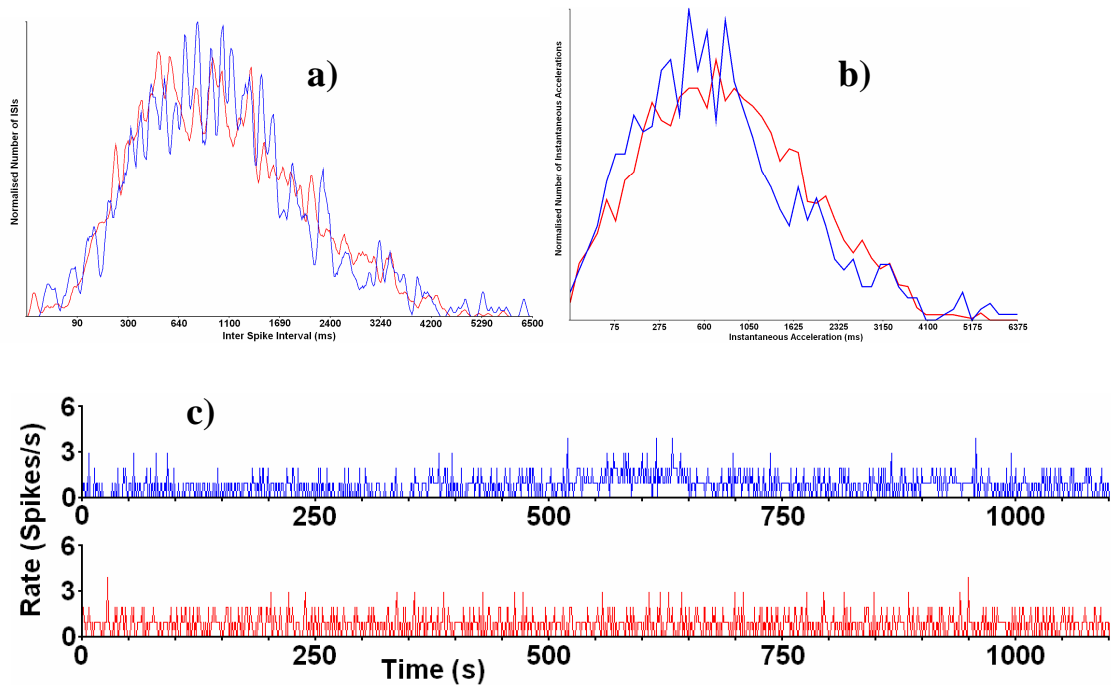 a)
Normalised Number of ISIs
90 300 640 1100 1690 2400 3240 4200 5290 6500
Inter Spike Interval (ms)
b)
Normalised Number of Instantaneous Accelerations
75 275 600 1050 1625 2325 3150 4100 5175 6375
Instantaneous Acceleration (ms)
c)
Rate (Spikes/s)
6
3
0
0 250 500 750 1000
6
3
0
0 250 500 750 1000
Time (s)